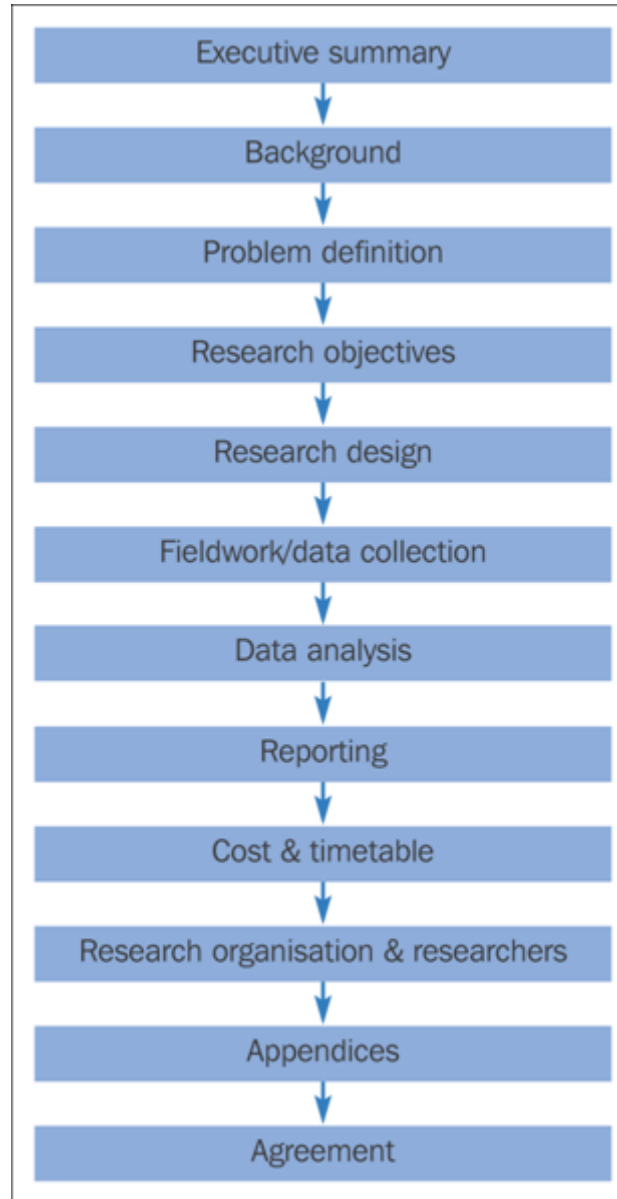 Executive summary
Background
Problem definition
Research objectives
Research design
Fieldwork/data collection
Data analysis
Reporting
Cost & timetable
Research organisation & researchers
Appendices
Agreement